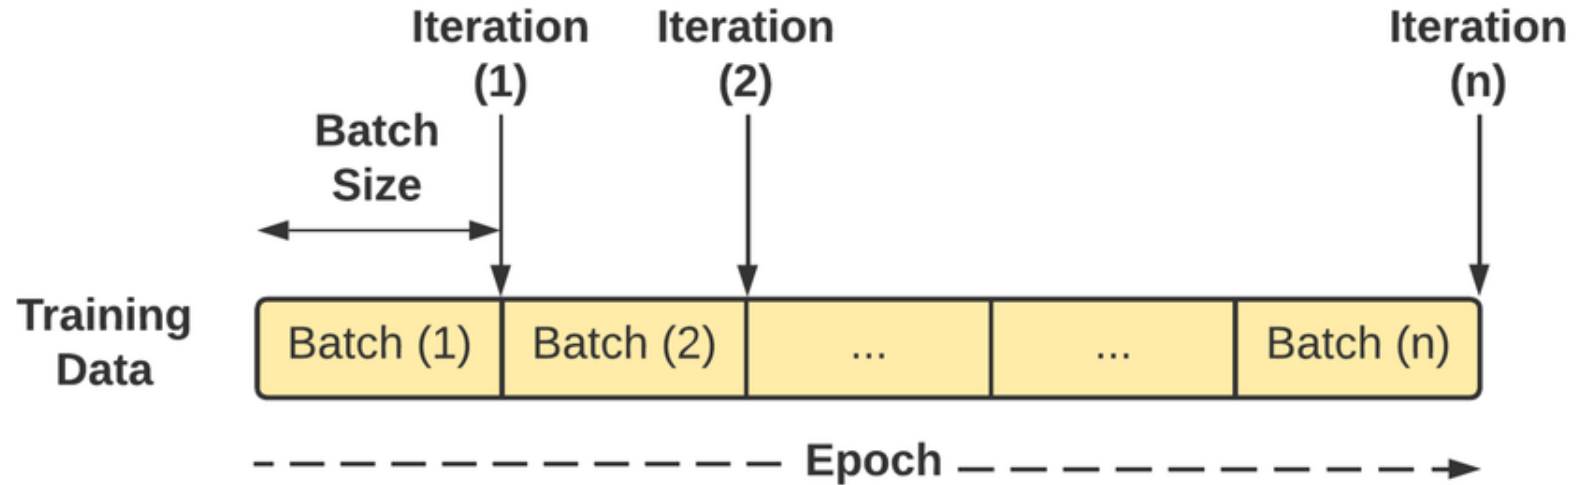 Iteration
(1)
Iteration
(2)
Iteration
(n)
Batch
Size
Training
Data
Batch (1)
Batch (2)
...
...
Batch (n)
Epoch